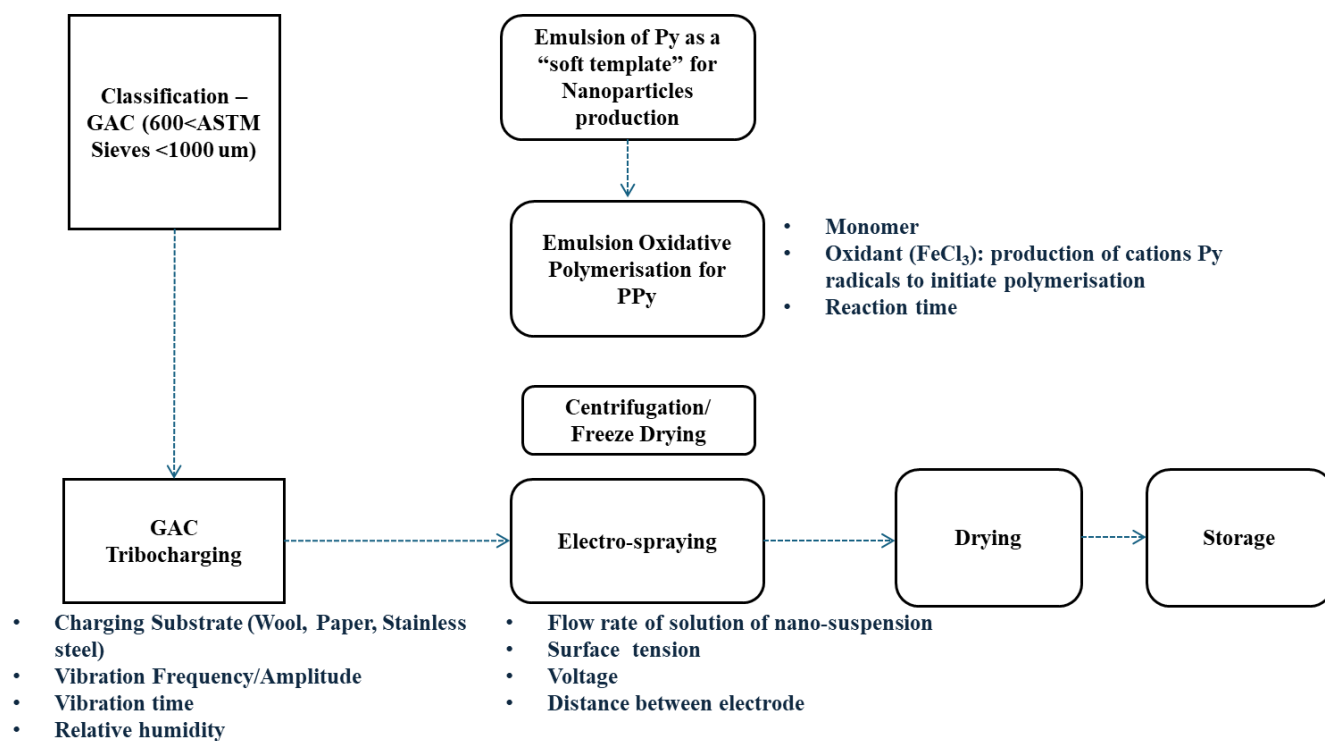 Classification –
GAC (600<ASTM
Sieves <1000 um)
Emulsion of Py as a
“soft template” for
Nanoparticles
production
Emulsion Oxidative
Polymerisation for
PPy
• Monomer
• Oxidant (FeCl₃): production of cations Py
radicals to initiate polymerisation
• Reaction time
Centrifugation/
Freeze Drying
GAC
Tribocharging
Electro-spraying
Drying
Storage
• Charging Substrate (Wool, Paper, Stainless
steel)
• Vibration Frequency/Amplitude
• Vibration time
• Relative humidity
• Flow rate of solution of nano-suspension
• Surface tension
• Voltage
• Distance between electrode